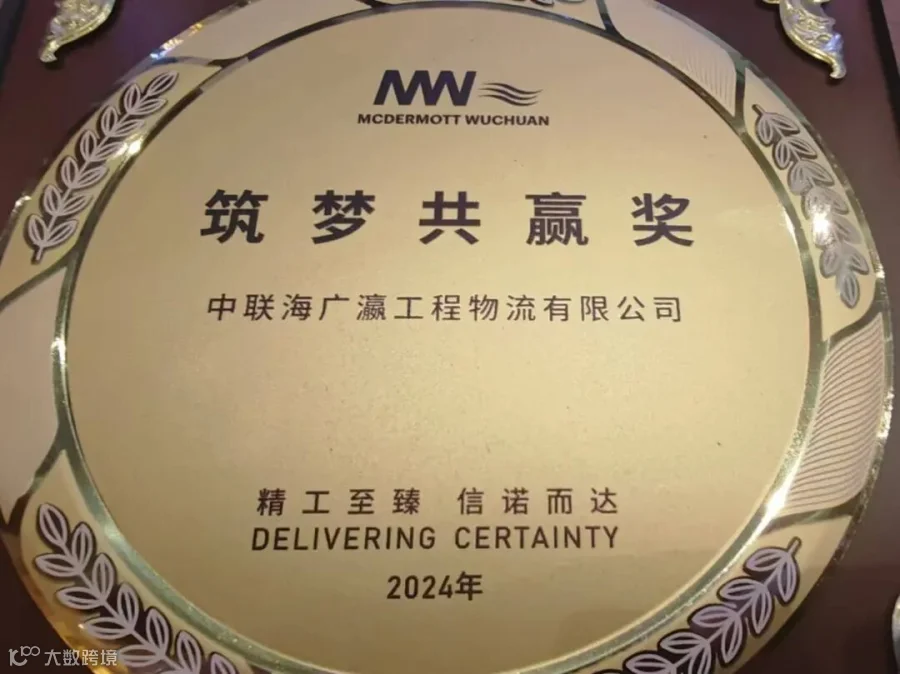 MW
MCDERMOTT WUCHUAN
筑梦共赢奖
中联海广瀛工程物流有限公司
精工至臻 信诺而达
DELIVERING CERTAINTY
2024年
大数跨境